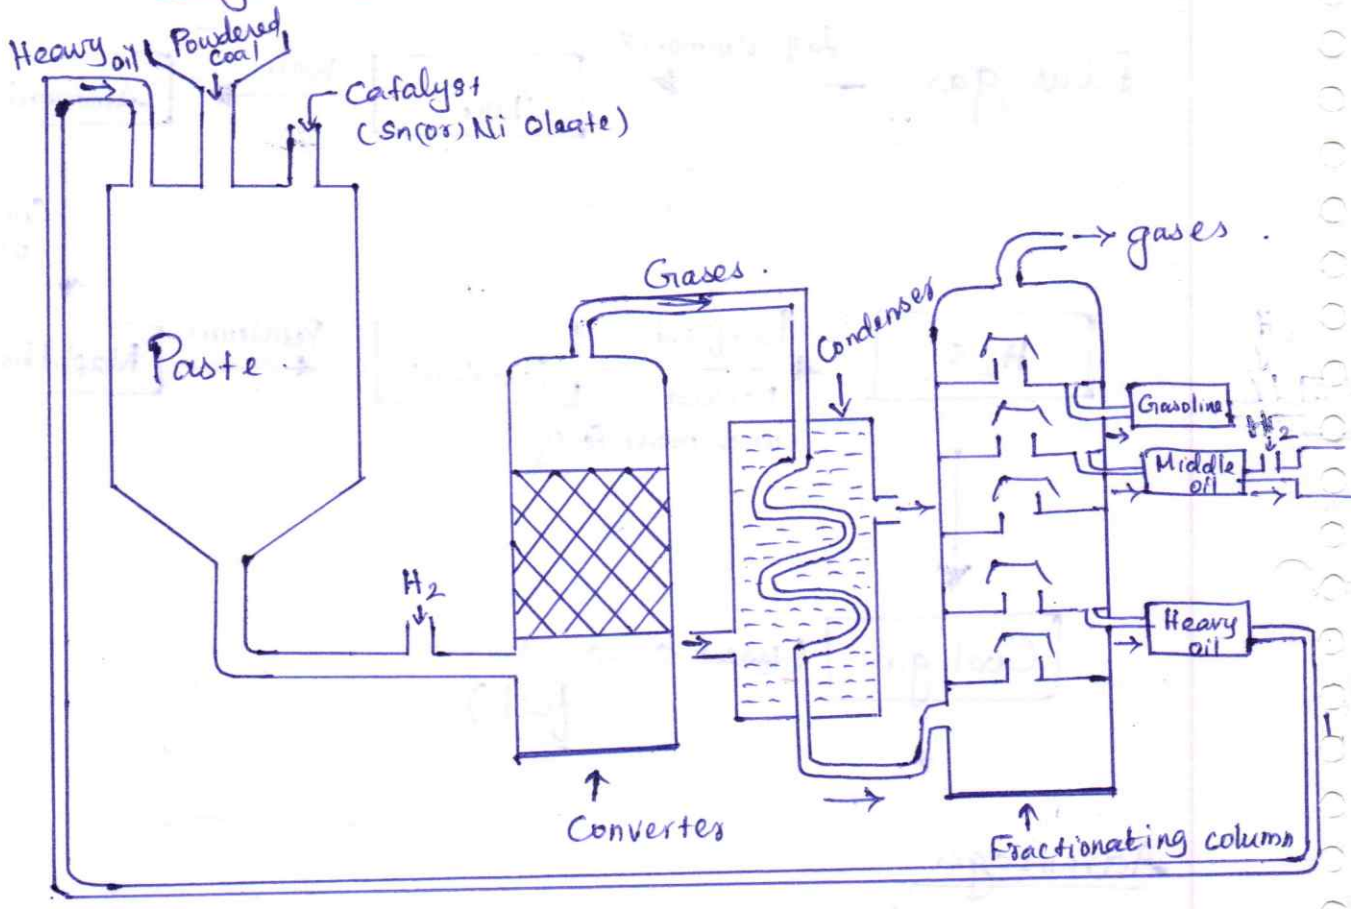 Heavy oil
Powdered
coal
Catalyst
(Sn(or) Ni Oleate)
Paste
H2
Gases
Condenser
gases
Gasoline
H2
Middle
oil
Heavy
oil
Converter
Fractionating column